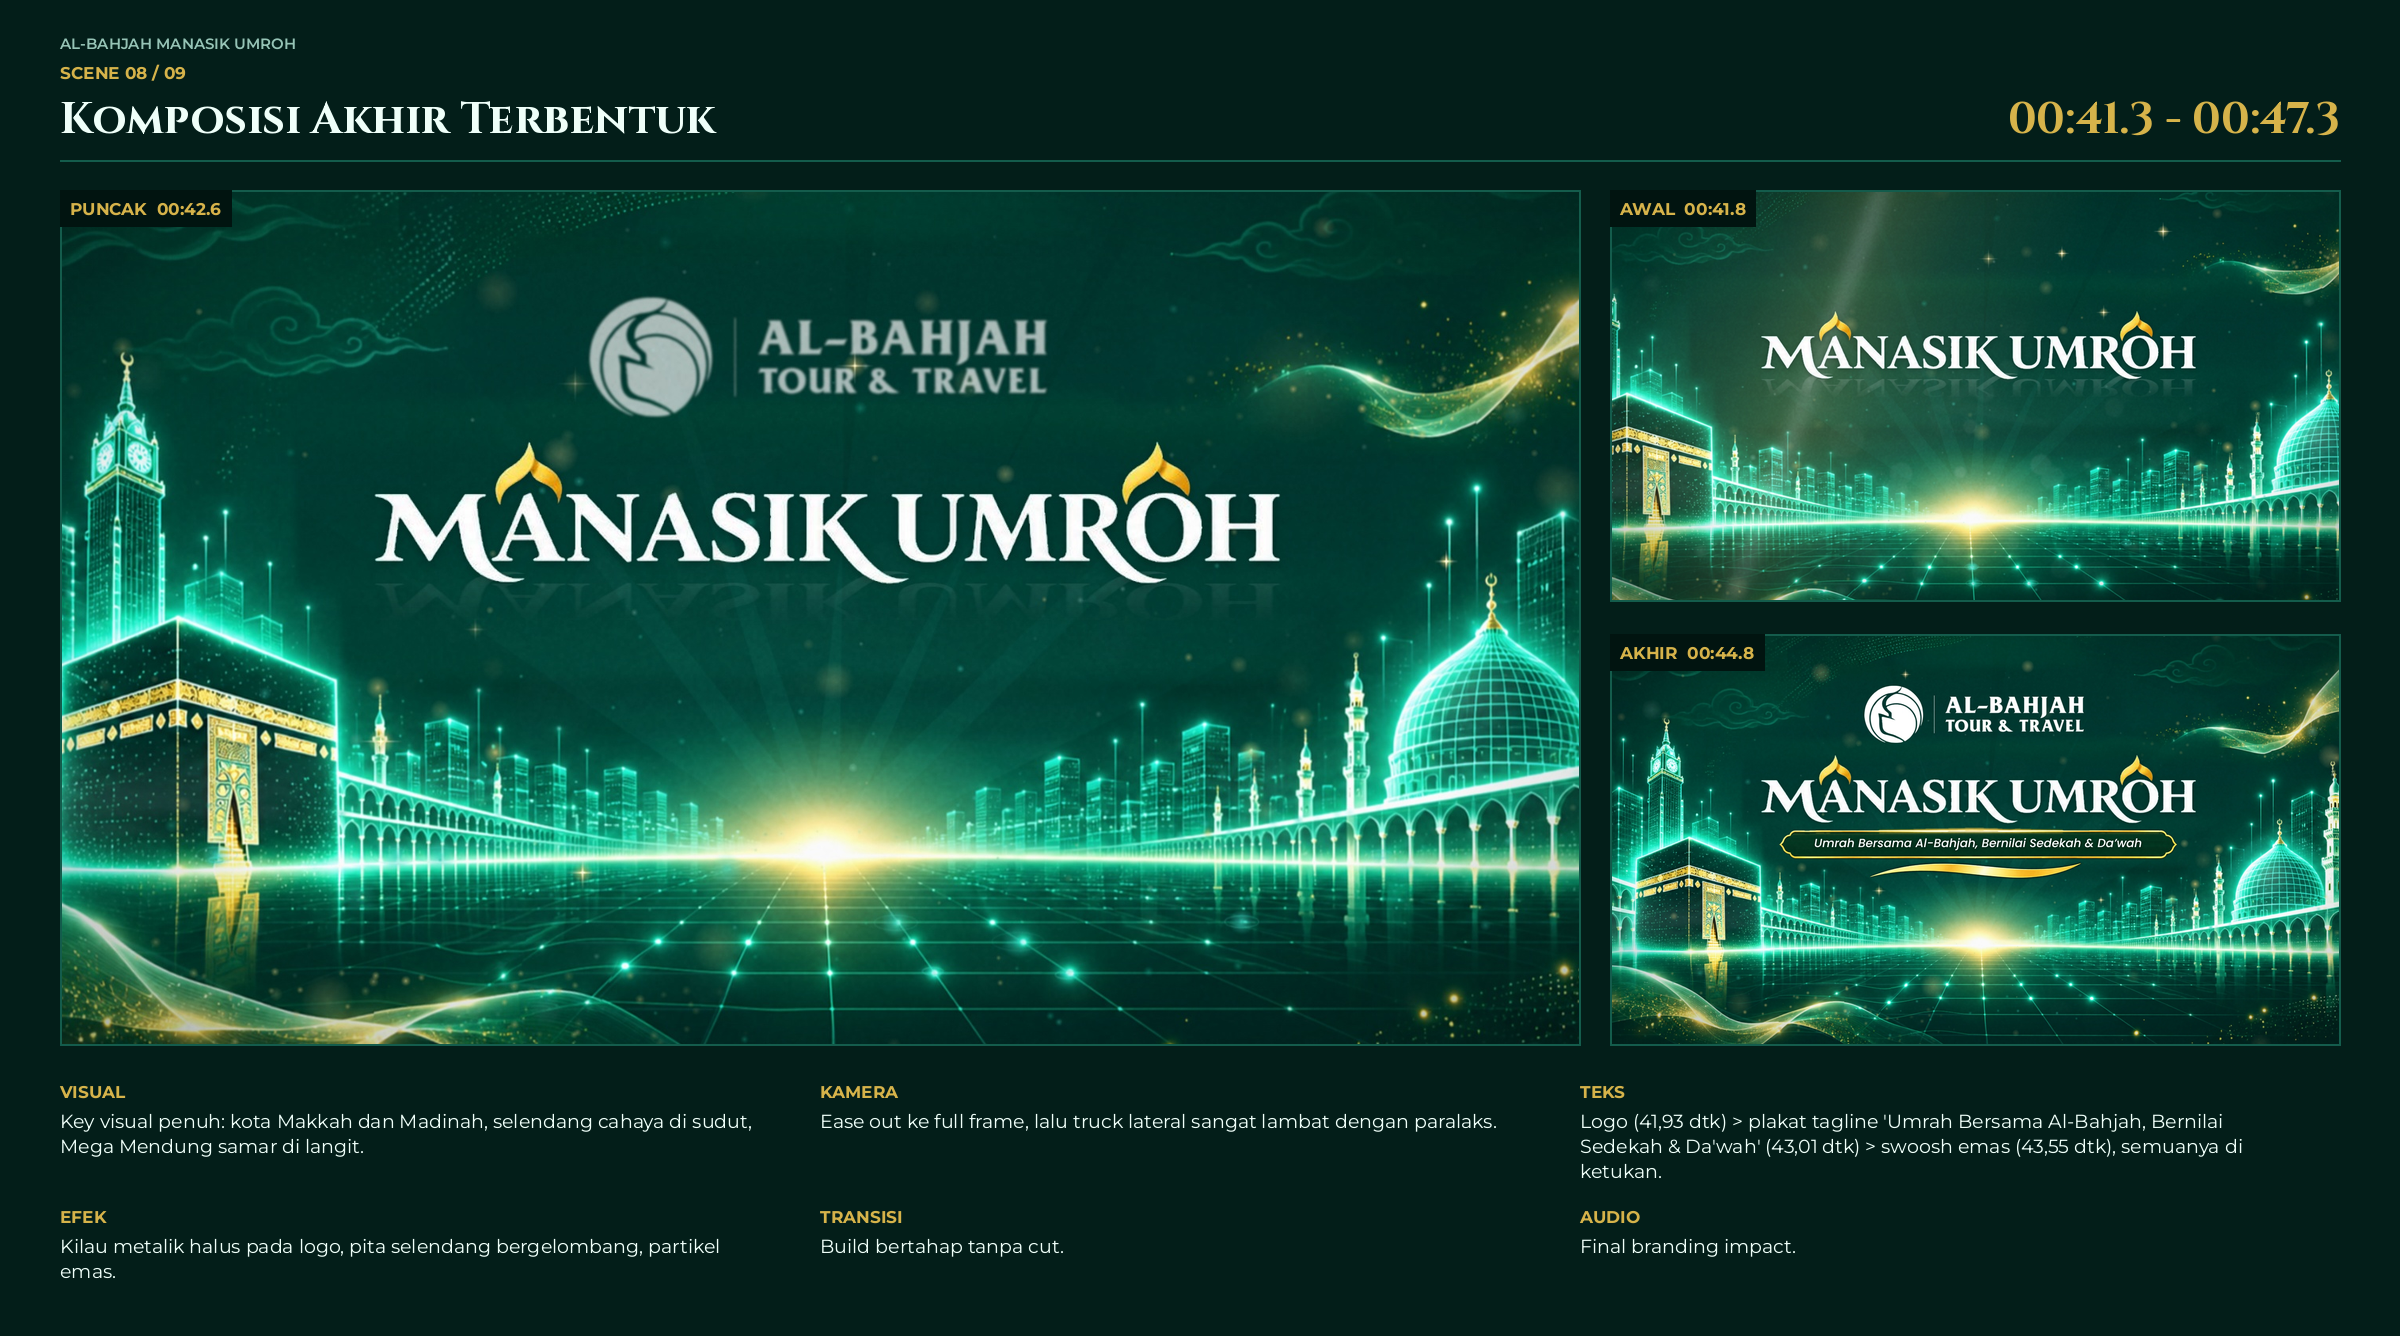 AL-BAHJAH MANASIK UMROH
SCENE 08 / 09
KOMPOSISI AKHIR TERBENTUK
00:41.3 - 00:47.3
PUNCAK 00:42.6
AL-BAHJAH
TOUR & TRAVEL
MANASIK UMROH
AWAL 00:41.8
MANASIK UMROH
AKHIR 00:44.8
AL-BAHJAH
TOUR & TRAVEL
MANASIK UMROH
Umrah Bersama Al-Bahjah, Bernilai Sedekah & Da'wah
VISUAL
Key visual penuh: kota Makkah dan Madinah, selendang cahaya di sudut,
Mega Mendung samar di langit.
KAMERA
Ease out ke full frame, lalu truck lateral sangat lambat dengan paralaks.
TEKS
Logo (41,93 dtk) > plakat tagline 'Umrah Bersama Al-Bahjah, Bernilai
Sedekah & Da'wah' (43,01 dtk) > swoosh emas (43,55 dtk), semuanya di
ketukan.
EFEK
Kilau metalik halus pada logo, pita selendang bergelombang, partikel
emas.
TRANSISI
Build bertahap tanpa cut.
AUDIO
Final branding impact.